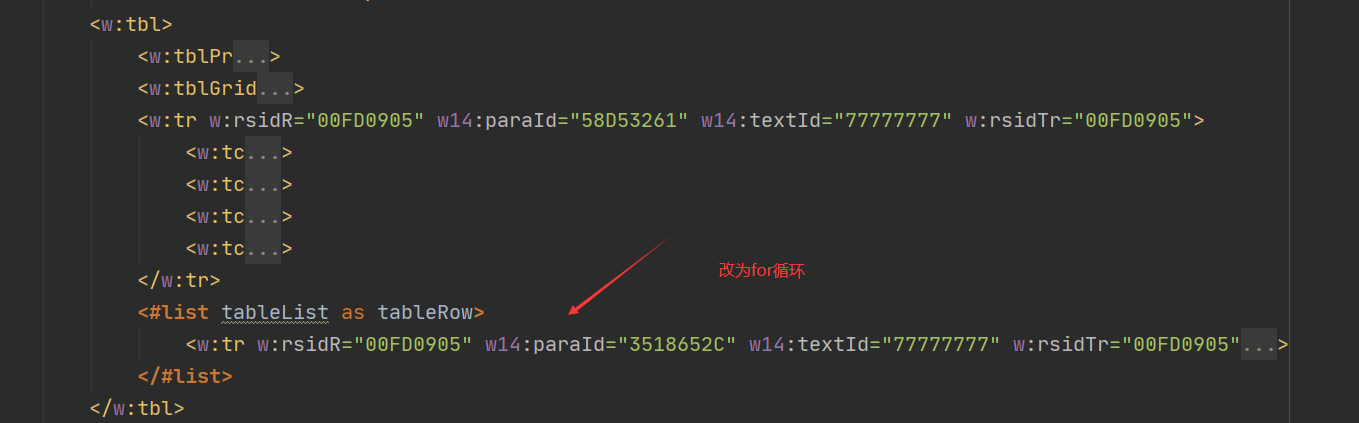 <w:tbl>
<w:tblPr...>
<w:tblGrid...>
<w:tr w:rsidR="00FD0905" w14:paraId="58D53261" w14:textId="77777777" w:rsidTr="00FD0905">
<w:tc...>
<w:tc...>
<w:tc...>
<w:tc...>
</w:tr>
改为for循环
<#list tableList as tableRow>
<w:tr w:rsidR="00FD0905" w14:paraId="3518652C" w14:textId="77777777" w:rsidTr="00FD0905"...>
</#list>
</w:tbl>